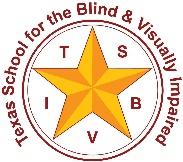 Texas School for the Blind & Visually Impaired
T S
I B
V